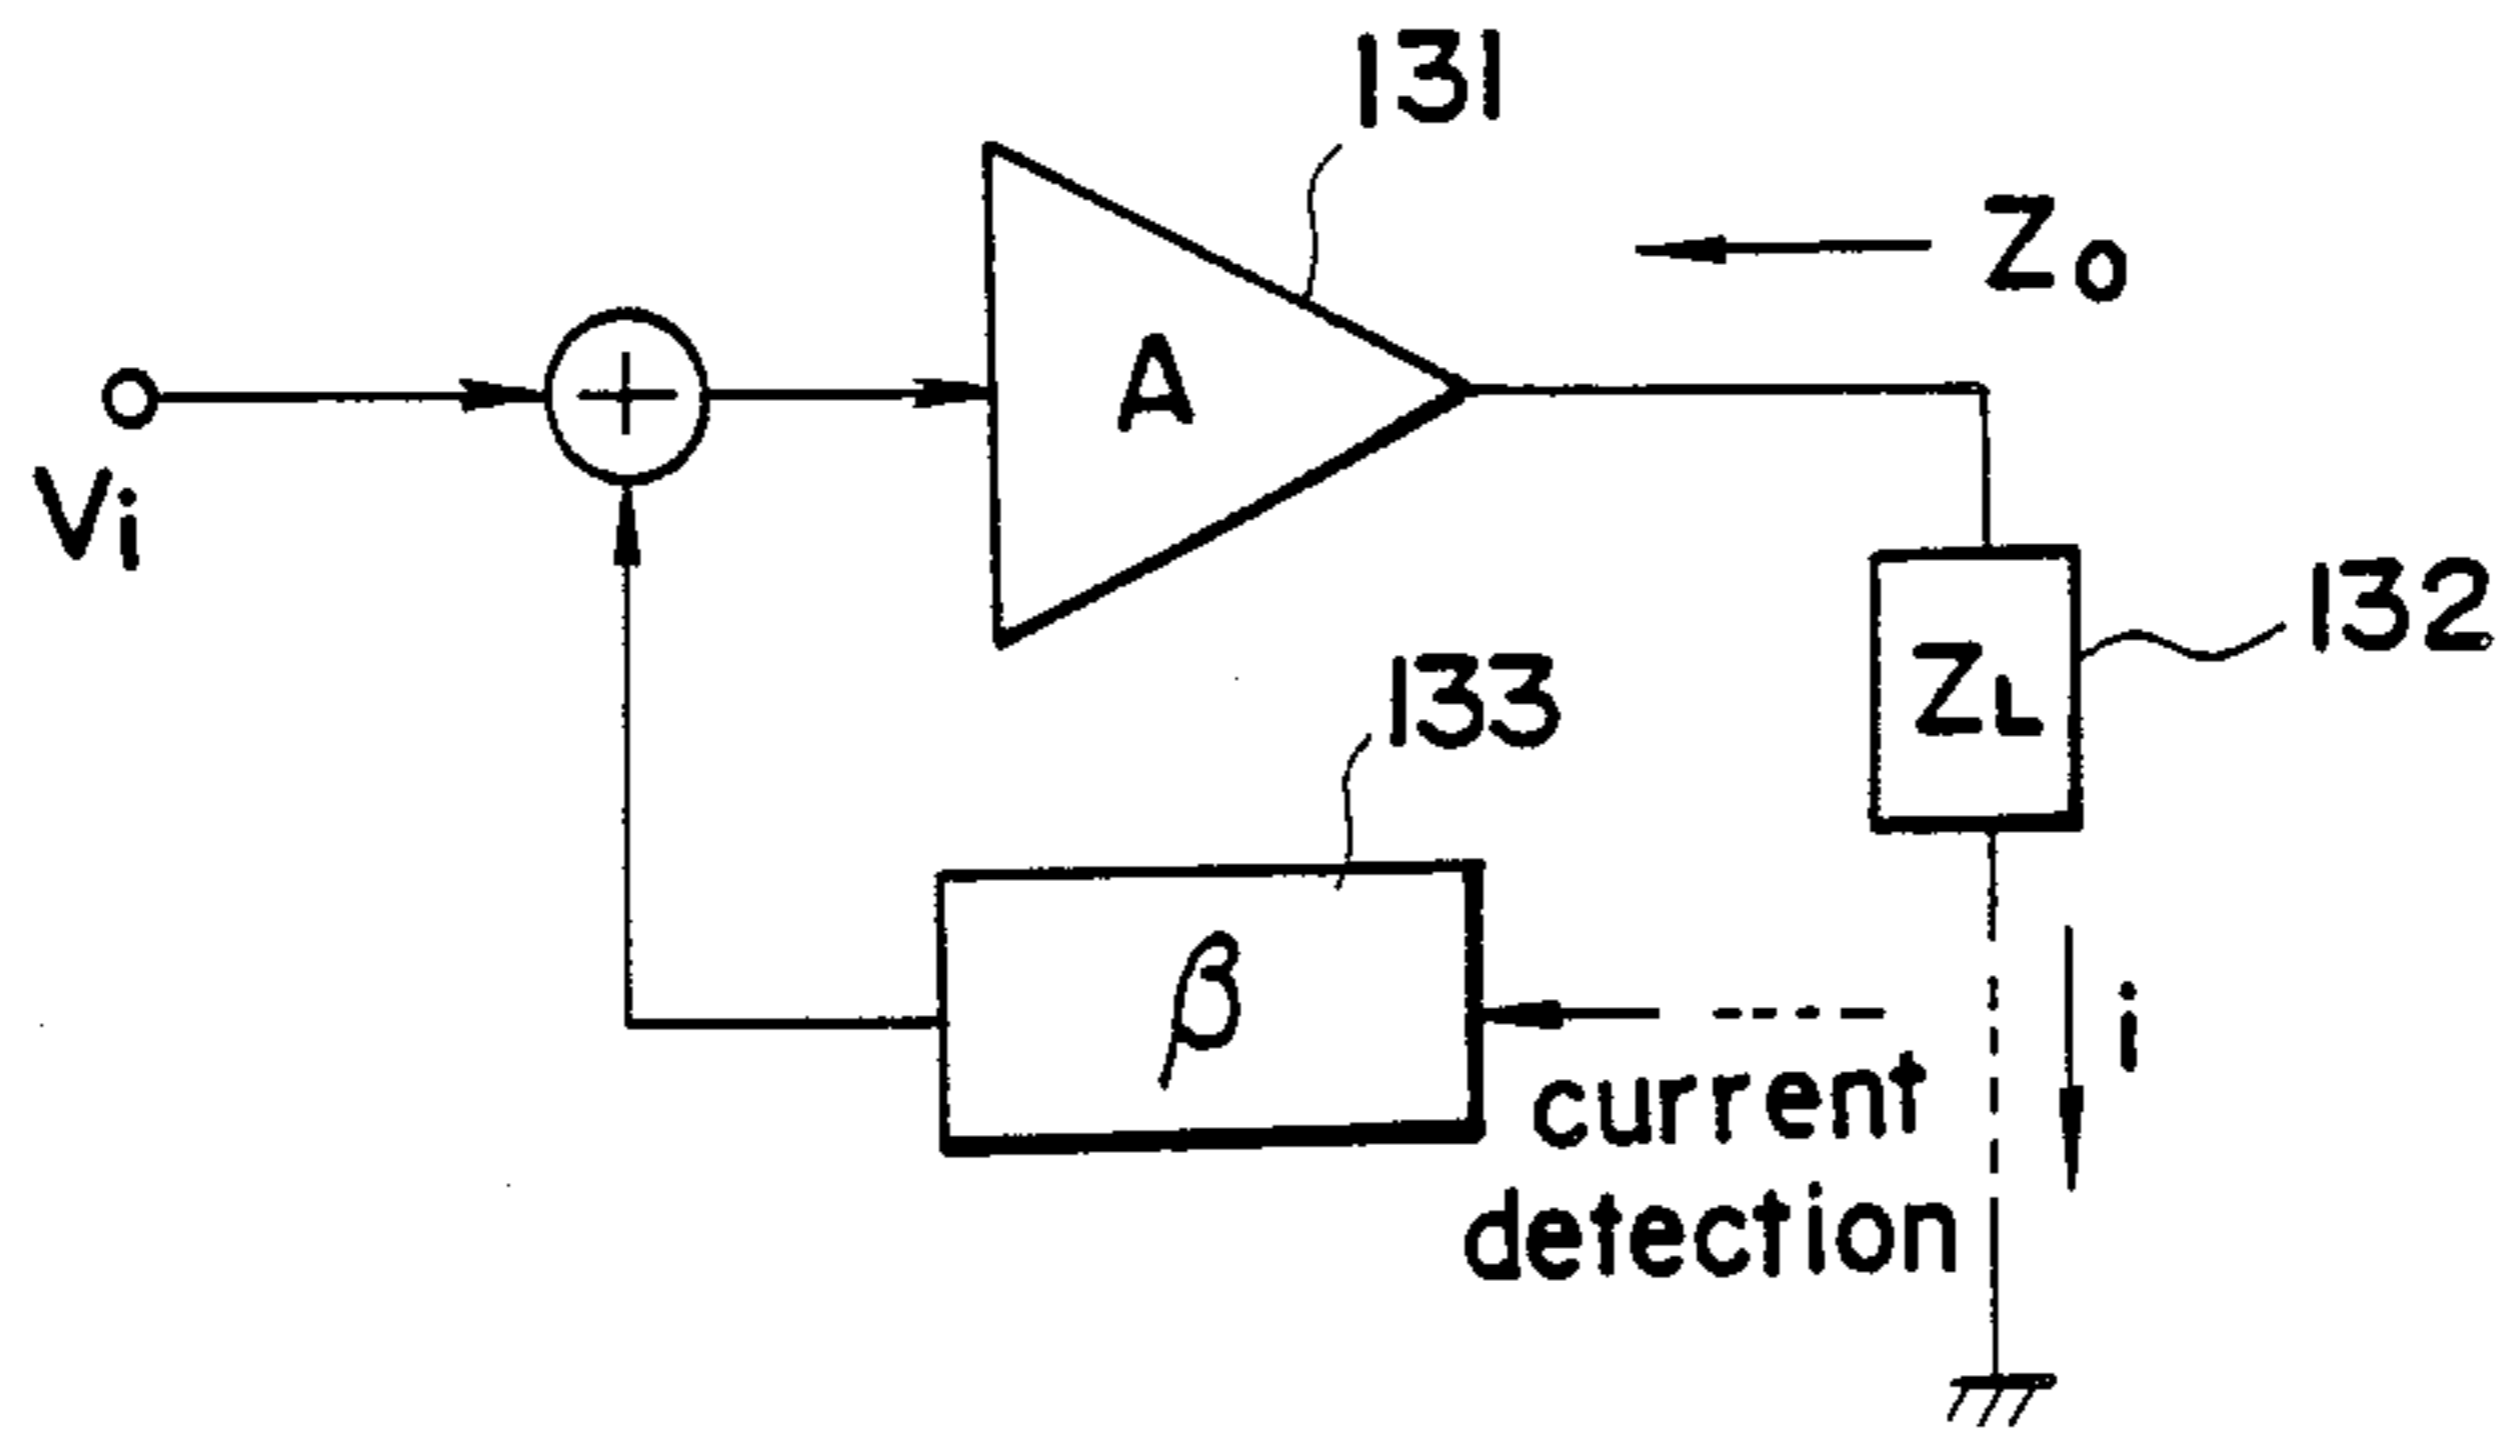 131
Zo
+
A
Vi
132
ZL
133
β
i
current
detection